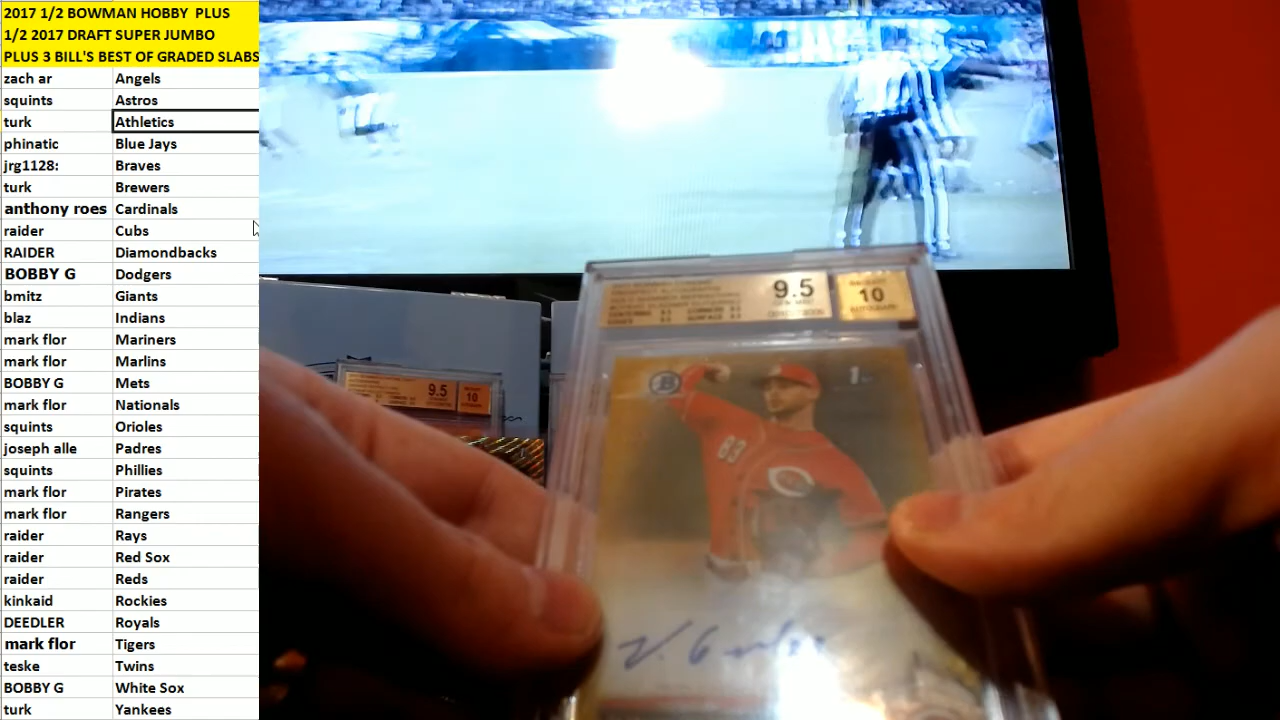 2017 1/2 BOWMAN HOBBY PLUS
1/2 2017 DRAFT SUPER JUMBO
PLUS 3 BILL'S BEST OF GRADED SLABS
zach ar Angels
squints Astros
turk Athletics
phinatic Blue Jays
jrg1128: Braves
turk Brewers
anthony roes Cardinals
raider Cubs
RAIDER Diamondbacks
BOBBY G Dodgers
bmitz Giants
blaz Indians
mark flor Mariners
mark flor Marlins
BOBBY G Mets
mark flor Nationals
squints Orioles
joseph alle Padres
squints Phillies
mark flor Pirates
mark flor Rangers
raider Rays
raider Red Sox
raider Reds
kinkaid Rockies
DEEDLER Royals
mark flor Tigers
teske Twins
BOBBY G White Sox
turk Yankees
9.5
10
AUTOGRAPH
B
1st
63
C
9.5
10